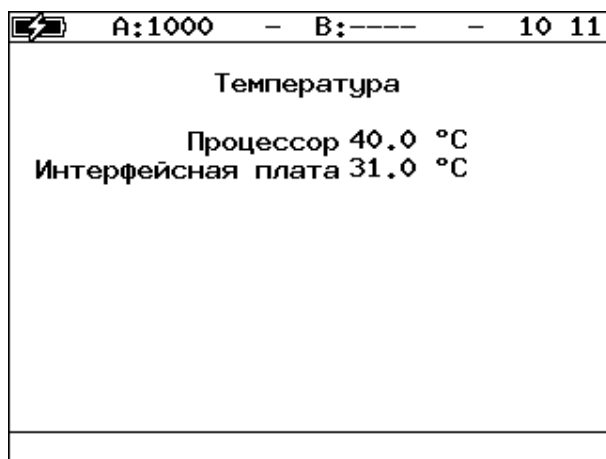 A:1000 - B:---- - 10 11
Температура
Процессор 40.0 °C
Интерфейсная плата 31.0 °C